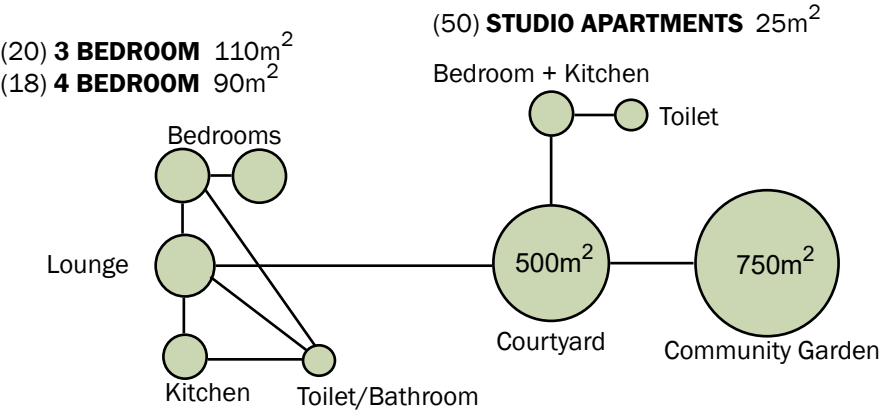 (50) STUDIO APARTMENTS 25m²
(20) 3 BEDROOM 110m²
(18) 4 BEDROOM 90m²
Bedroom + Kitchen
Toilet
Bedrooms
Lounge
500m²
750m²
Courtyard
Community Garden
Kitchen
Toilet/Bathroom